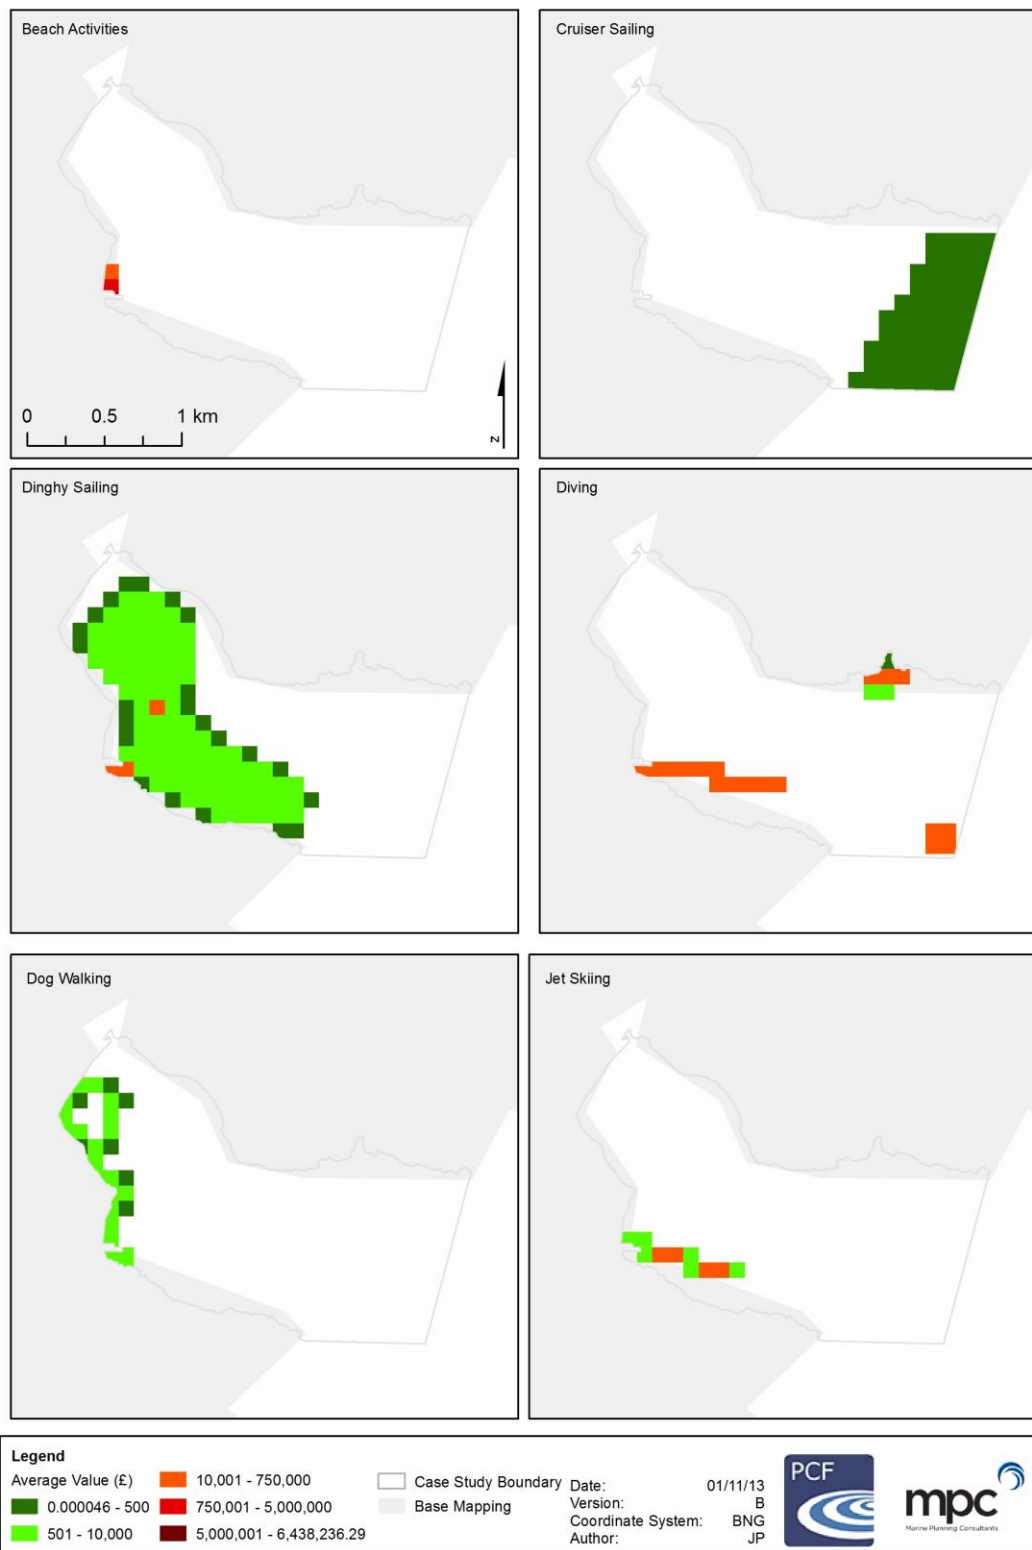 Beach Activities
Cruiser Sailing
0 0.5 1 km
N
Dinghy Sailing
Diving
Dog Walking
Jet Skiing
Legend
Average Value (£)
0.000046 - 500
501 - 10,000
10,001 - 750,000
750,001 - 5,000,000
5,000,001 - 6,438,236.29
Case Study Boundary
Base Mapping
Date: 01/11/13
Version: B
Coordinate System: BNG
Author: JP
PCF
mpc
Marine Planning Consultants